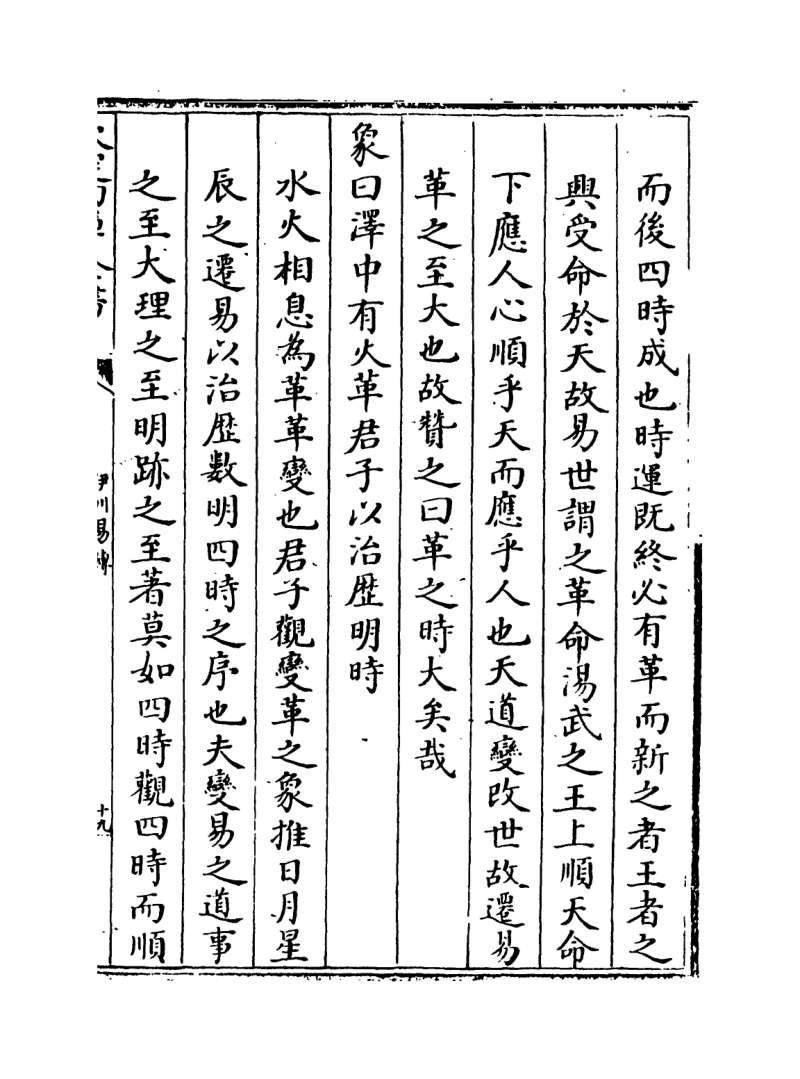 而後四時成也時運既終必有革而新之者王者之
興受命於天故易世謂之革命湯武之王上順天命
下應人心順乎天而應乎人也天道變改世故遷易
革之至大也故贊之曰革之時大矣哉
象曰澤中有火革君子以治歴明時
水火相息為革革變也君子觀變革之象推日月星
辰之遷易以治歴數明四時之序也夫變易之道事
之至大理之至明跡之至著莫如四時觀四時而順
伊川易傳
十九